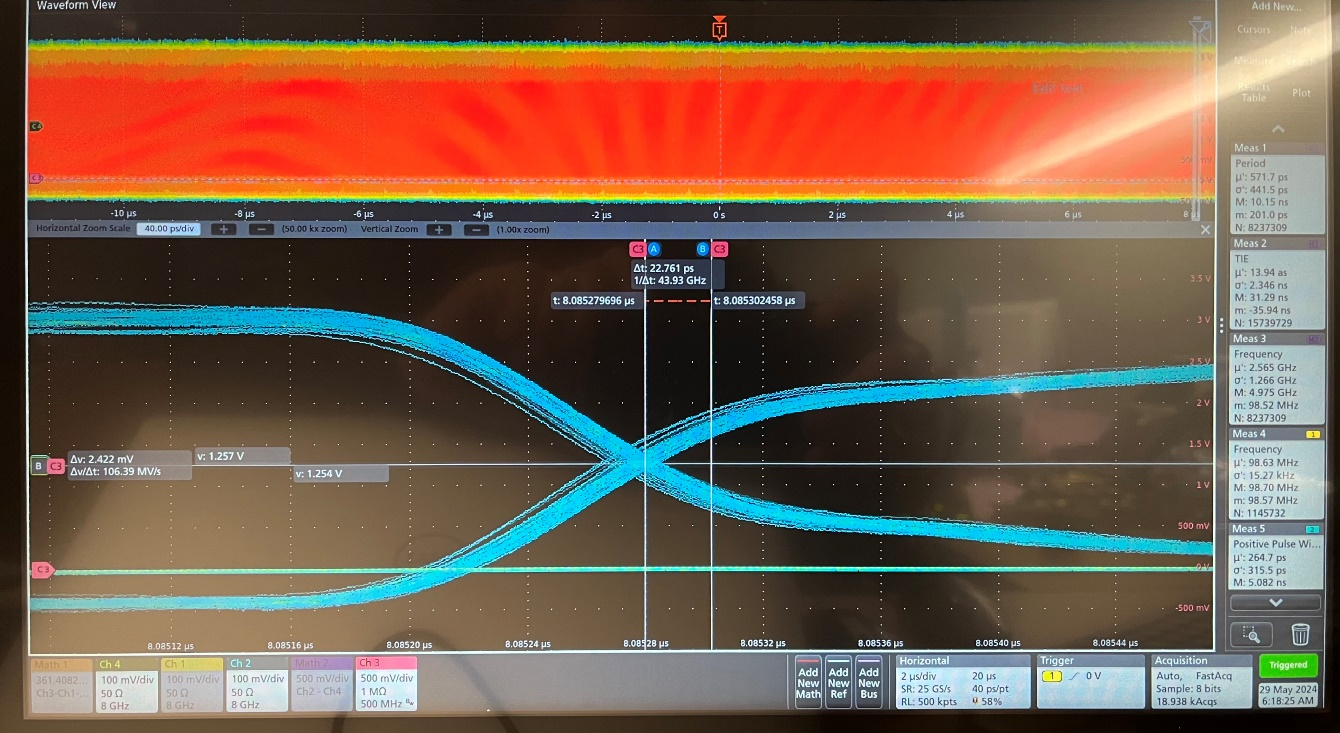 Waveform View
Add New...
Cursors
Note
Measure
Search
Results
Table
Plot
T
C4
C3
-10 µs
-8 µs
-6 µs
-4 µs
-2 µs
0 s
2 µs
4 µs
6 µs
8 µs
Horizontal Zoom Scale 40.00 ps/div + − (50.00 kx zoom) Vertical Zoom + − (1.00x zoom)
C3 A B C3
Δt: 22.761 ps
1/Δt: 43.93 GHz
t: 8.085279696 µs
t: 8.085302458 µs
3.5 V
3 V
2.5 V
2 V
1.5 V
1 V
500 mV
0 V
-500 mV
B C3
Δv: 2.422 mV
Δv/Δt: 106.39 MV/s
v: 1.257 V
v: 1.254 V
C3
8.08512 µs
8.08516 µs
8.08520 µs
8.08524 µs
8.08528 µs
8.08532 µs
8.08536 µs
8.08540 µs
8.08544 µs
Meas 1
Period
µ': 571.7 ps
σ': 441.5 ps
M: 10.15 ns
m: 201.0 ps
N: 8237309
Meas 2
TIE
µ': 13.94 as
σ': 2.346 ns
M: 31.29 ns
m: -35.94 ns
N: 15739729
Meas 3
Frequency
µ': 2.565 GHz
σ': 1.266 GHz
M: 4.975 GHz
m: 98.52 MHz
N: 8237309
Meas 4 1
Frequency
µ': 98.63 MHz
σ': 15.27 kHz
M: 98.70 MHz
m: 98.57 MHz
N: 1145732
Meas 5 2
Positive Pulse Wi...
µ': 264.7 ps
σ': 315.5 ps
M: 5.082 ns
Math 1
361.4082...
Ch3-Ch1-...
Ch 4
100 mV/div
50 Ω
8 GHz
Ch 1
100 mV/div
50 Ω
8 GHz
Ch 2
100 mV/div
50 Ω
8 GHz
Math 2
500 mV/div
Ch2 - Ch4
Ch 3
500 mV/div
1 MΩ
500 MHz Bw
Add
New
Math
Add
New
Ref
Add
New
Bus
Horizontal
2 µs/div 20 µs
SR: 25 GS/s 40 ps/pt
RL: 500 kpts 58%
Trigger
1 0 V
Acquisition
Auto, FastAcq
Sample: 8 bits
18.938 kAcqs
Triggered
29 May 2024
6:18:25 AM